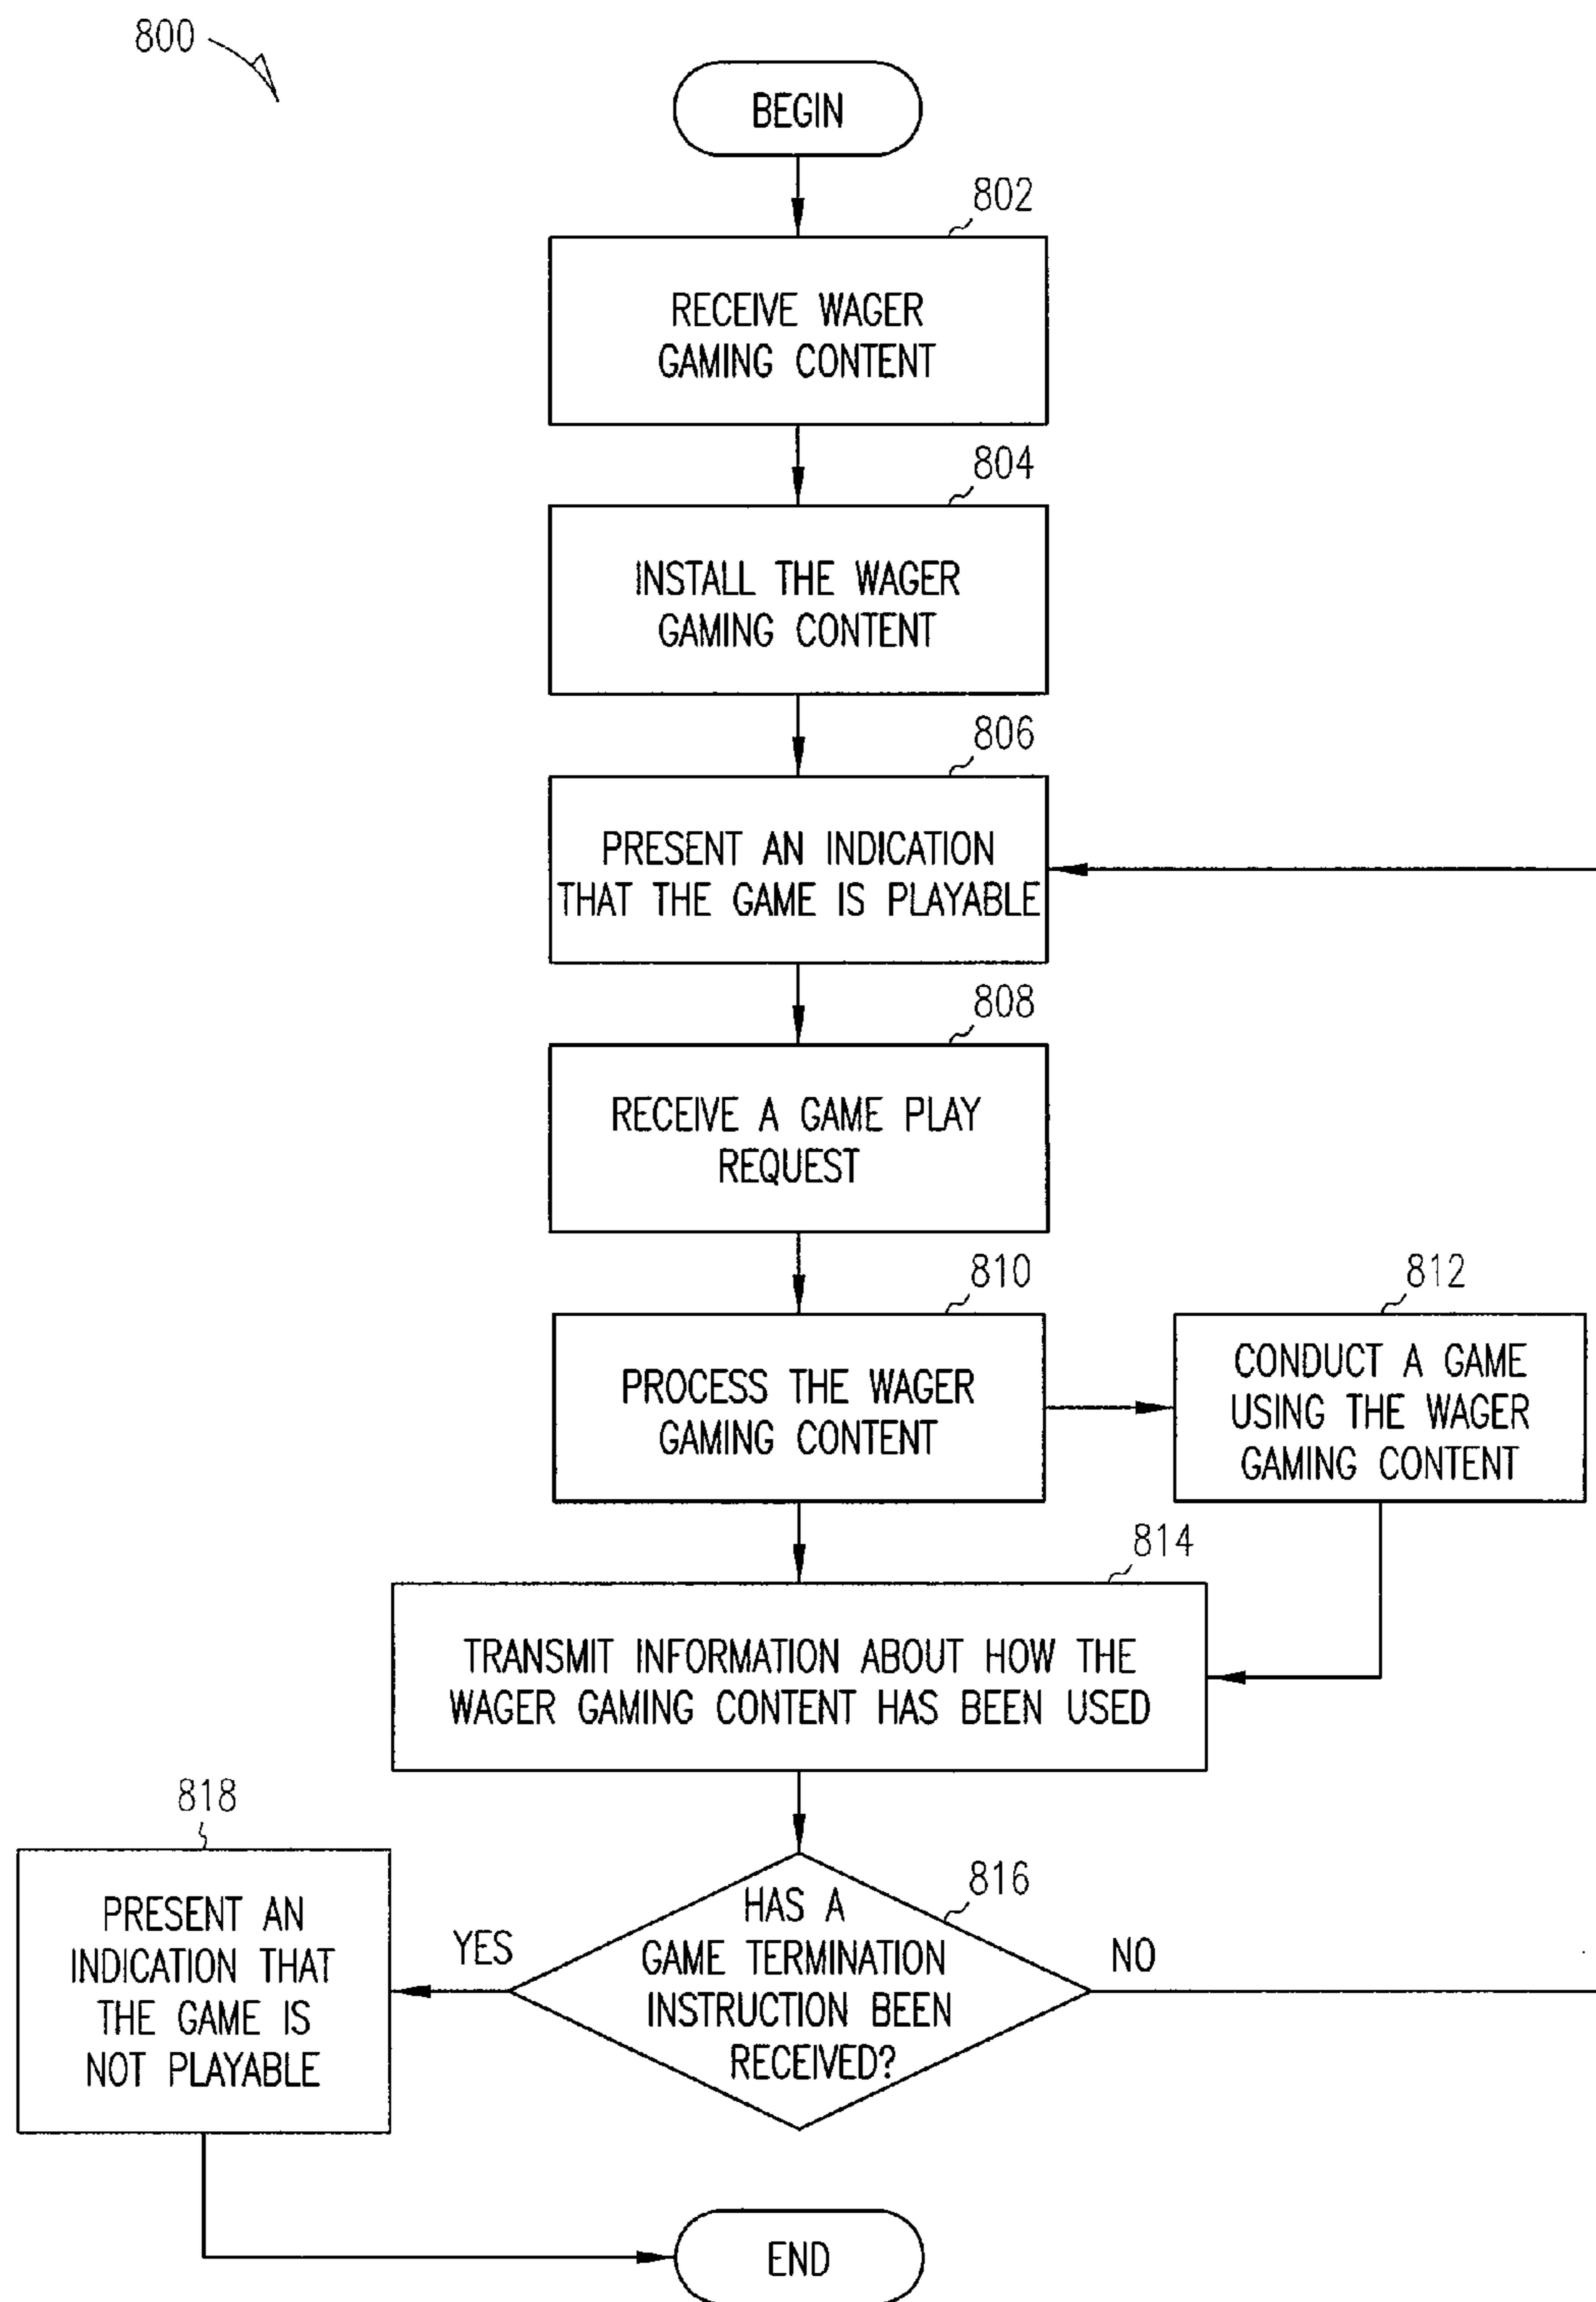 800
BEGIN
802
RECEIVE WAGER
GAMING CONTENT
804
INSTALL THE WAGER
GAMING CONTENT
806
PRESENT AN INDICATION
THAT THE GAME IS PLAYABLE
808
RECEIVE A GAME PLAY
REQUEST
810
PROCESS THE WAGER
GAMING CONTENT
812
CONDUCT A GAME
USING THE WAGER
GAMING CONTENT
814
TRANSMIT INFORMATION ABOUT HOW THE
WAGER GAMING CONTENT HAS BEEN USED
816
HAS A
GAME TERMINATION
INSTRUCTION BEEN
RECEIVED?
YES
NO
818
PRESENT AN
INDICATION THAT
THE GAME IS
NOT PLAYABLE
END